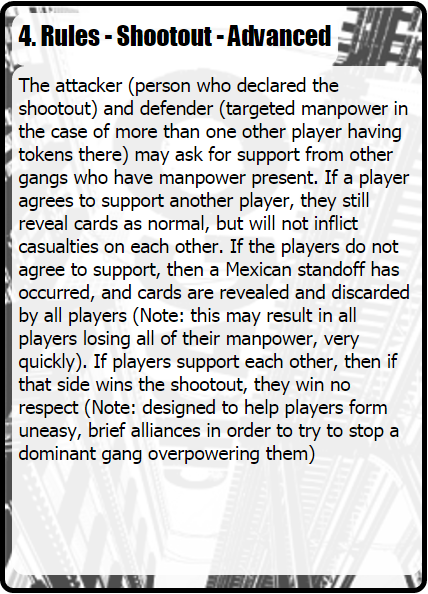 4. Rules - Shootout - Advanced
The attacker (person who declared the
shootout) and defender (targeted manpower in
the case of more than one other player having
tokens there) may ask for support from other
gangs who have manpower present. If a player
agrees to support another player, they still
reveal cards as normal, but will not inflict
casualties on each other. If the players do not
agree to support, then a Mexican standoff has
occurred, and cards are revealed and discarded
by all players (Note: this may result in all
players losing all of their manpower, very
quickly). If players support each other, then if
that side wins the shootout, they win no
respect (Note: designed to help players form
uneasy, brief alliances in order to try to stop a
dominant gang overpowering them)